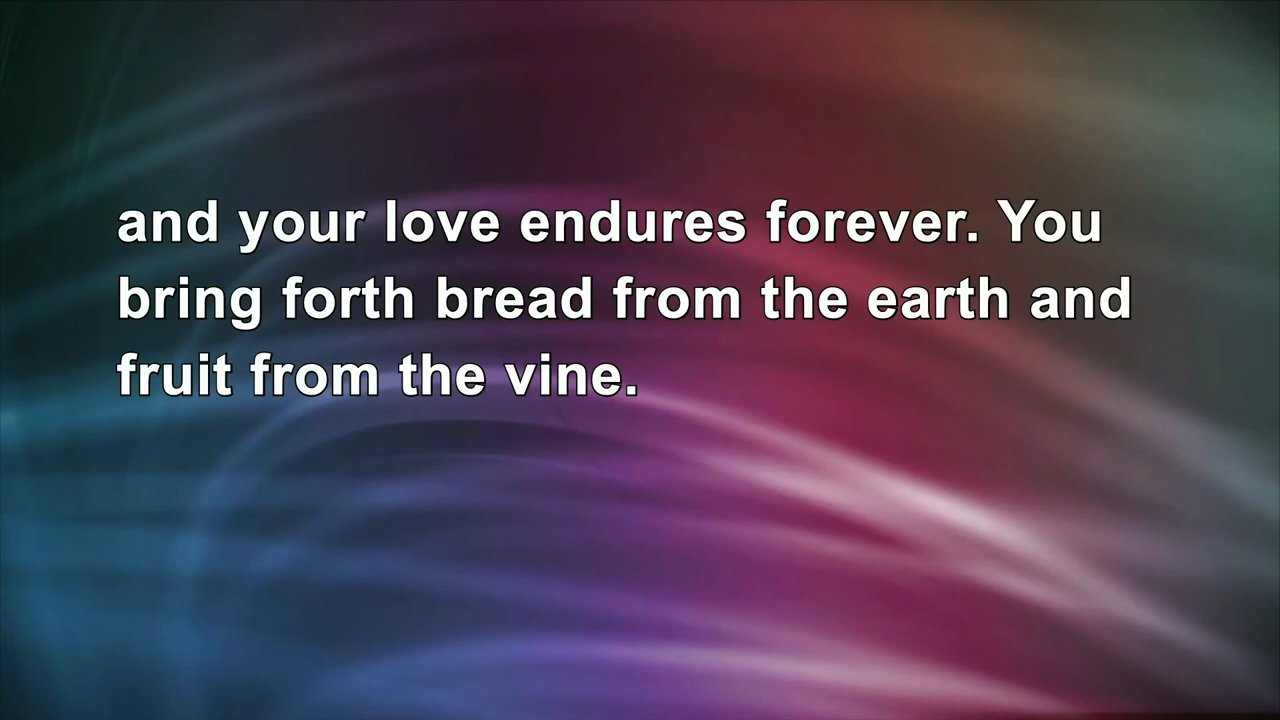 and your love endures forever. You
bring forth bread from the earth and
fruit from the vine.